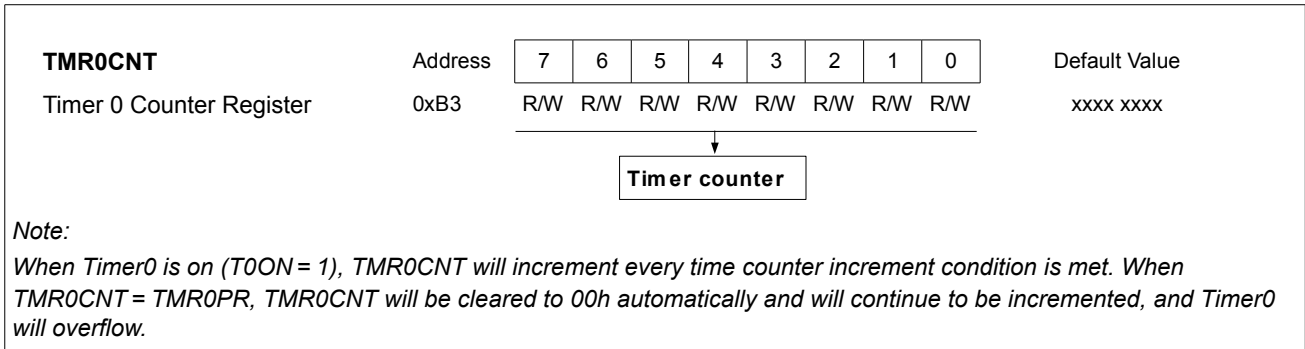 TMR0CNT Address 7 6 5 4 3 2 1 0 Default Value
Timer 0 Counter Register 0xB3 R/W R/W R/W R/W R/W R/W R/W R/W xxxx xxxx
Timer counter
Note:
When Timer0 is on (T0ON = 1), TMR0CNT will increment every time counter increment condition is met. When
TMR0CNT = TMR0PR, TMR0CNT will be cleared to 00h automatically and will continue to be incremented, and Timer0
will overflow.